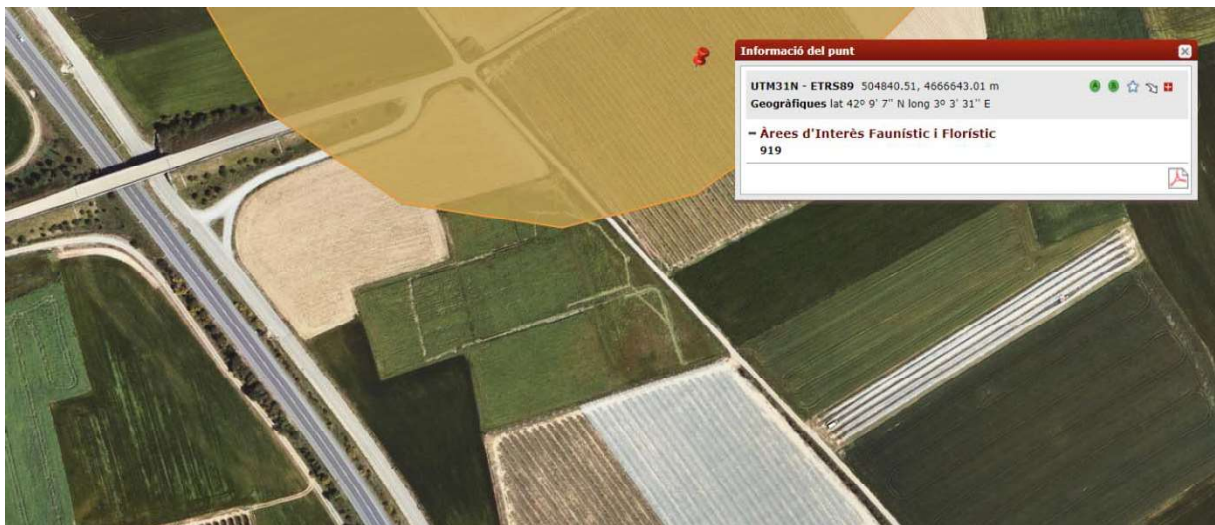 Informació del punt
UTM31N - ETRS89 504840.51, 4666643.01 m
Geogràfiques lat 42º 9' 7'' N long 3º 3' 31'' E
A B
− Àrees d'Interès Faunístic i Florístic
919